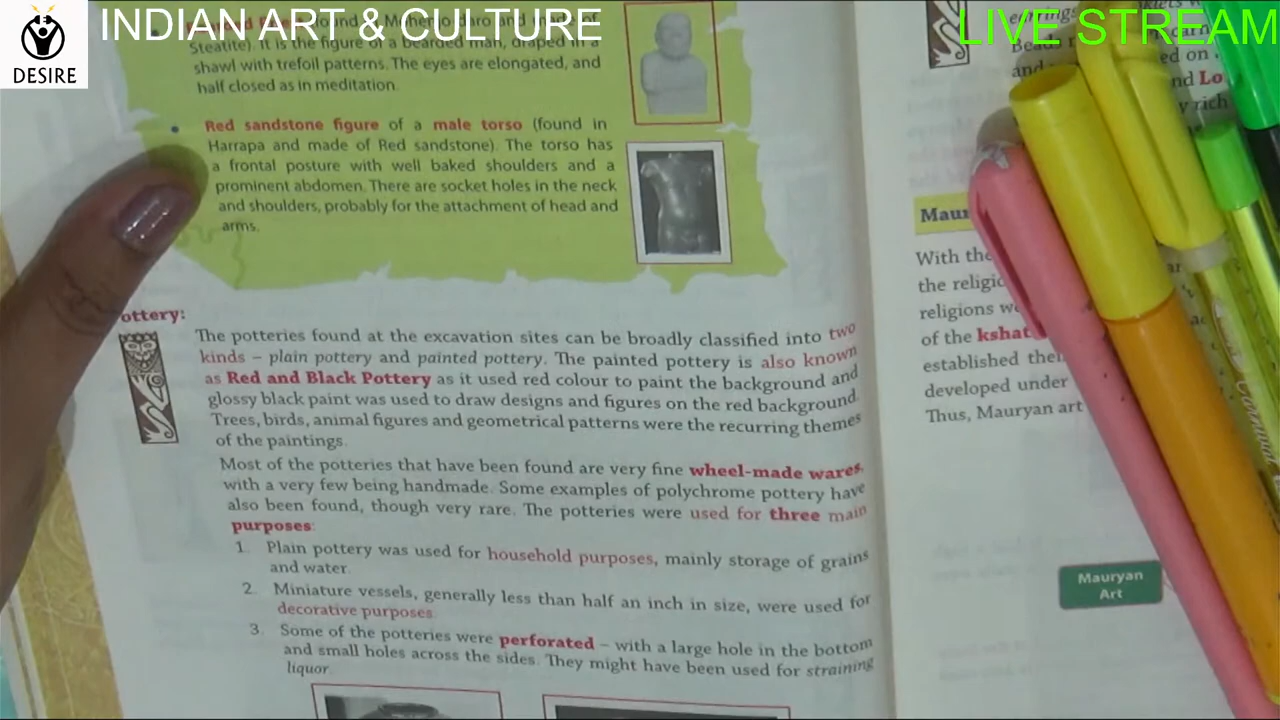 INDIAN ART & CULTURE
LIVE STREAM
DESIRE
Steatite). It is the figure of a bearded man, draped in a
shawl with trefoil patterns. The eyes are elongated, and
half closed as in meditation.
• Red sandstone figure of a male torso (found in
Harrapa and made of Red sandstone). The torso has
a frontal posture with well baked shoulders and a
prominent abdomen. There are socket holes in the neck
and shoulders, probably for the attachment of head and
arms.
ottery:
The potteries found at the excavation sites can be broadly classified into two
kinds – plain pottery and painted pottery. The painted pottery is also known
as Red and Black Pottery as it used red colour to paint the background and
glossy black paint was used to draw designs and figures on the red background.
Trees, birds, animal figures and geometrical patterns were the recurring themes
of the paintings.
Most of the potteries that have been found are very fine wheel-made wares,
with a very few being handmade. Some examples of polychrome pottery have
also been found, though very rare. The potteries were used for three main
purposes:
1. Plain pottery was used for household purposes, mainly storage of grains
and water.
2. Miniature vessels, generally less than half an inch in size, were used for
decorative purposes.
3. Some of the potteries were perforated – with a large hole in the bottom
and small holes across the sides. They might have been used for straining
liquor.
and
ed on
nd Lo
y rich
Maur
With the
the religio
religions w
of the kshat
established the
developed under
Thus, Mauryan art
Mauryan
Art